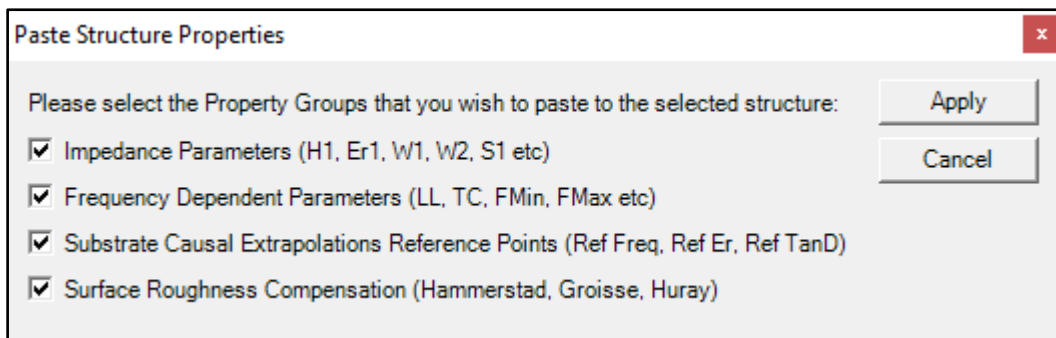 Paste Structure Properties
x
Please select the Property Groups that you wish to paste to the selected structure:
Apply
Impedance Parameters (H1, Er1, W1, W2, S1 etc)
Cancel
Frequency Dependent Parameters (LL, TC, FMin, FMax etc)
Substrate Causal Extrapolations Reference Points (Ref Freq, Ref Er, Ref TanD)
Surface Roughness Compensation (Hammerstad, Groisse, Huray)